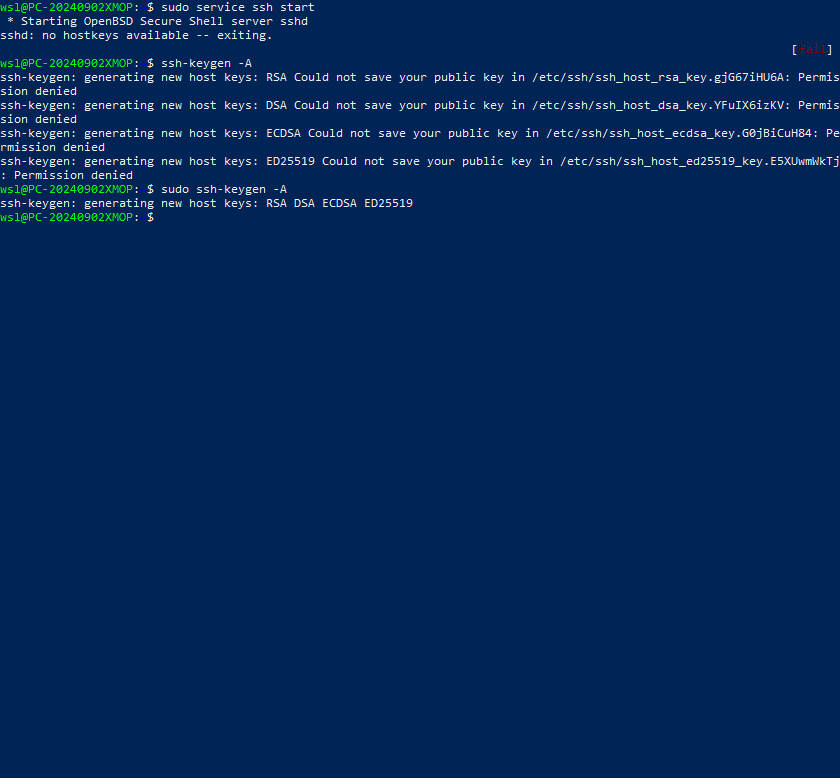 wsl@PC-20240902XMOP: $ sudo service ssh start
 * Starting OpenBSD Secure Shell server sshd
sshd: no hostkeys available -- exiting.
[fail]
wsl@PC-20240902XMOP: $ ssh-keygen -A
ssh-keygen: generating new host keys: RSA Could not save your public key in /etc/ssh/ssh_host_rsa_key.gjG67iHU6A: Permis
sion denied
ssh-keygen: generating new host keys: DSA Could not save your public key in /etc/ssh/ssh_host_dsa_key.YFuIX6izKV: Permis
sion denied
ssh-keygen: generating new host keys: ECDSA Could not save your public key in /etc/ssh/ssh_host_ecdsa_key.G0jBiCuH84: Pe
rmission denied
ssh-keygen: generating new host keys: ED25519 Could not save your public key in /etc/ssh/ssh_host_ed25519_key.E5XUwmWkTj
: Permission denied
wsl@PC-20240902XMOP: $ sudo ssh-keygen -A
ssh-keygen: generating new host keys: RSA DSA ECDSA ED25519
wsl@PC-20240902XMOP: $